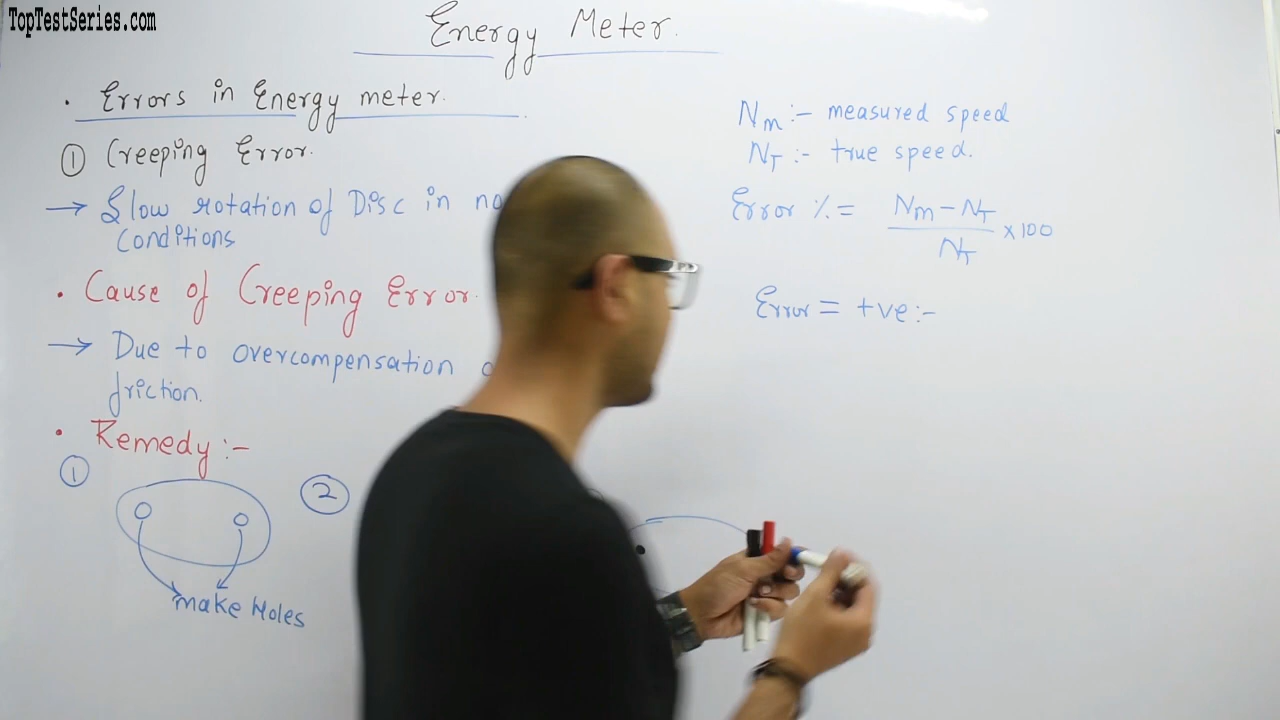 TopTestSeries.com
Energy Meter.
• Errors in Energy meter.
① Creeping Error.
→ Slow rotation of Disc in no
conditions
• Cause of Creeping Error.
→ Due to overcompensation
friction.
• Remedy :-
①
②
make Holes
Nm :- measured speed
NT :- true speed.
Error % = Nm - NT
NT
x 100
Error = +ve :-